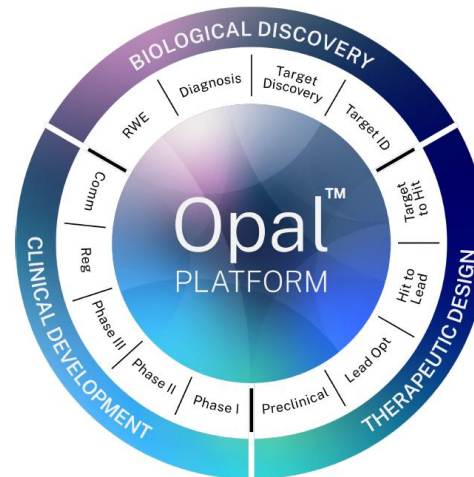 BIOLOGICAL DISCOVERY
RWE
Diagnosis
Target
Discovery
Target ID
Target
to Hit
Hit to
Lead
Lead Opt
Preclinical
THERAPEUTIC DESIGN
Phase I
Phase II
Phase III
Reg
Comm
CLINICAL DEVELOPMENT
Opal™
PLATFORM